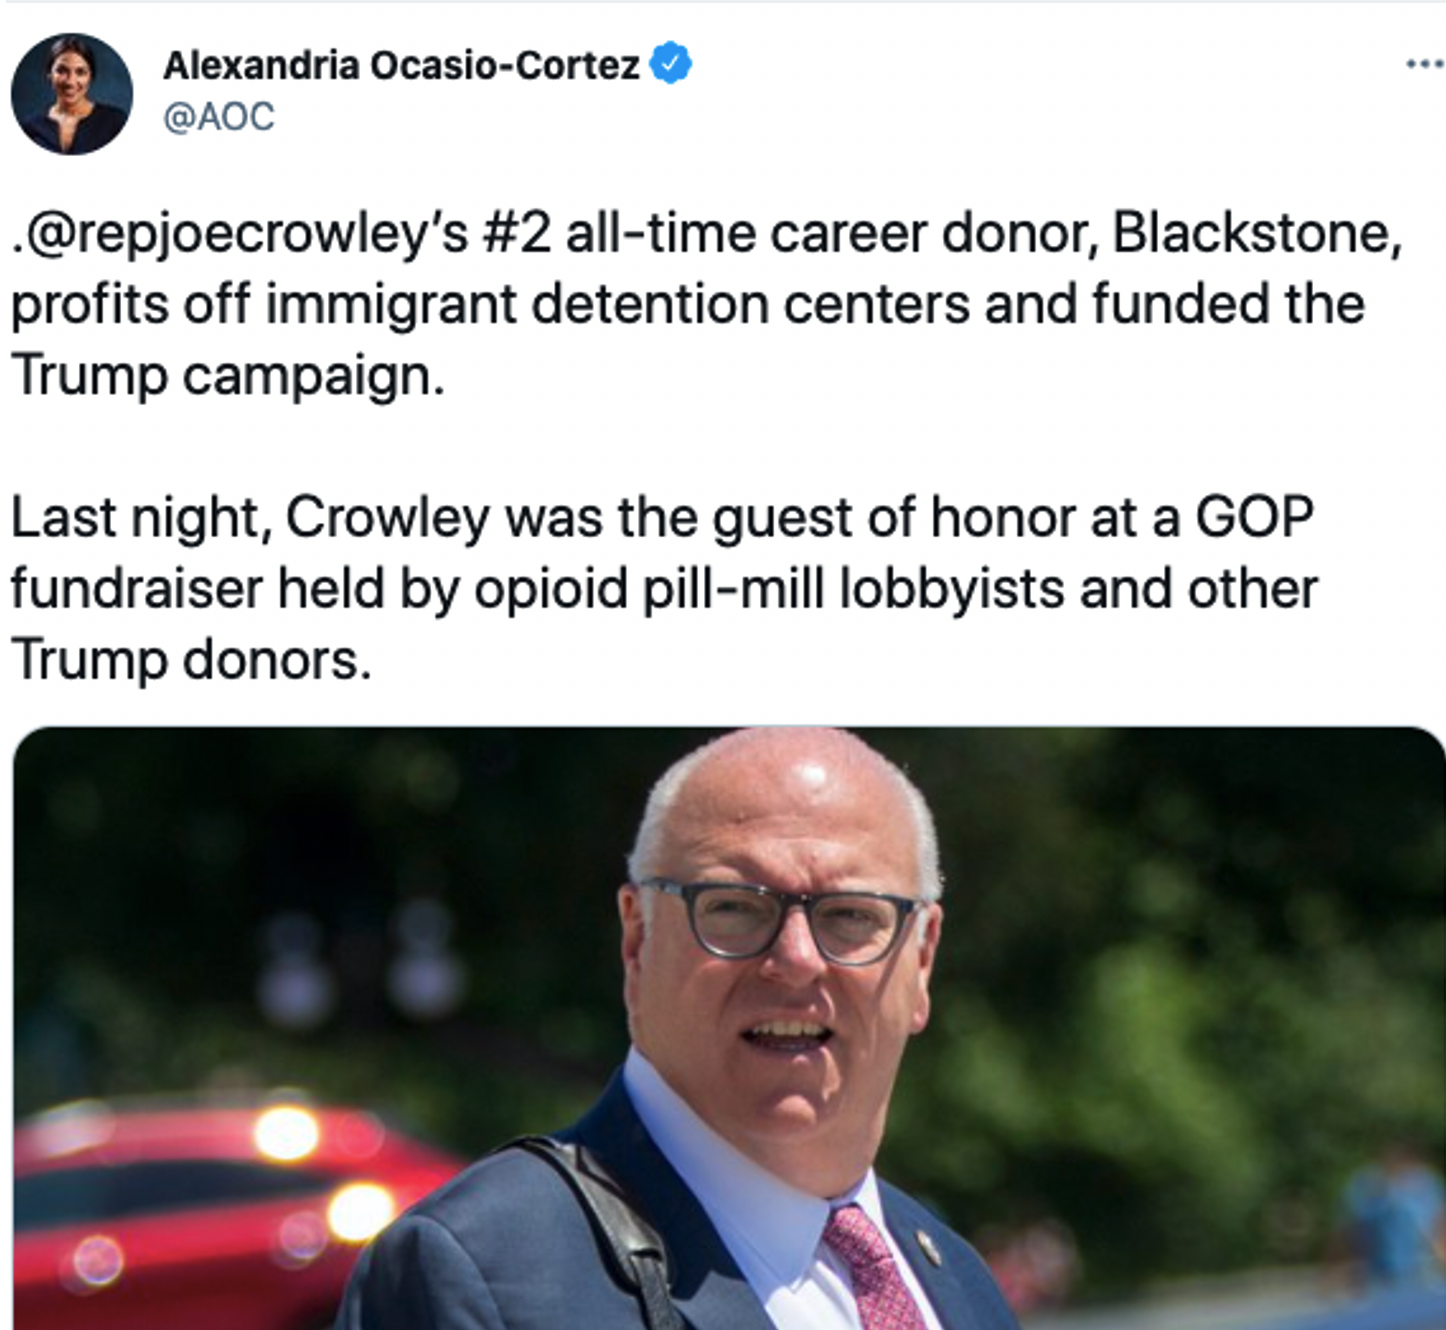 Alexandria Ocasio-Cortez
@AOC
.@repjoecrowley’s #2 all-time career donor, Blackstone,
profits off immigrant detention centers and funded the
Trump campaign.
Last night, Crowley was the guest of honor at a GOP
fundraiser held by opioid pill-mill lobbyists and other
Trump donors.